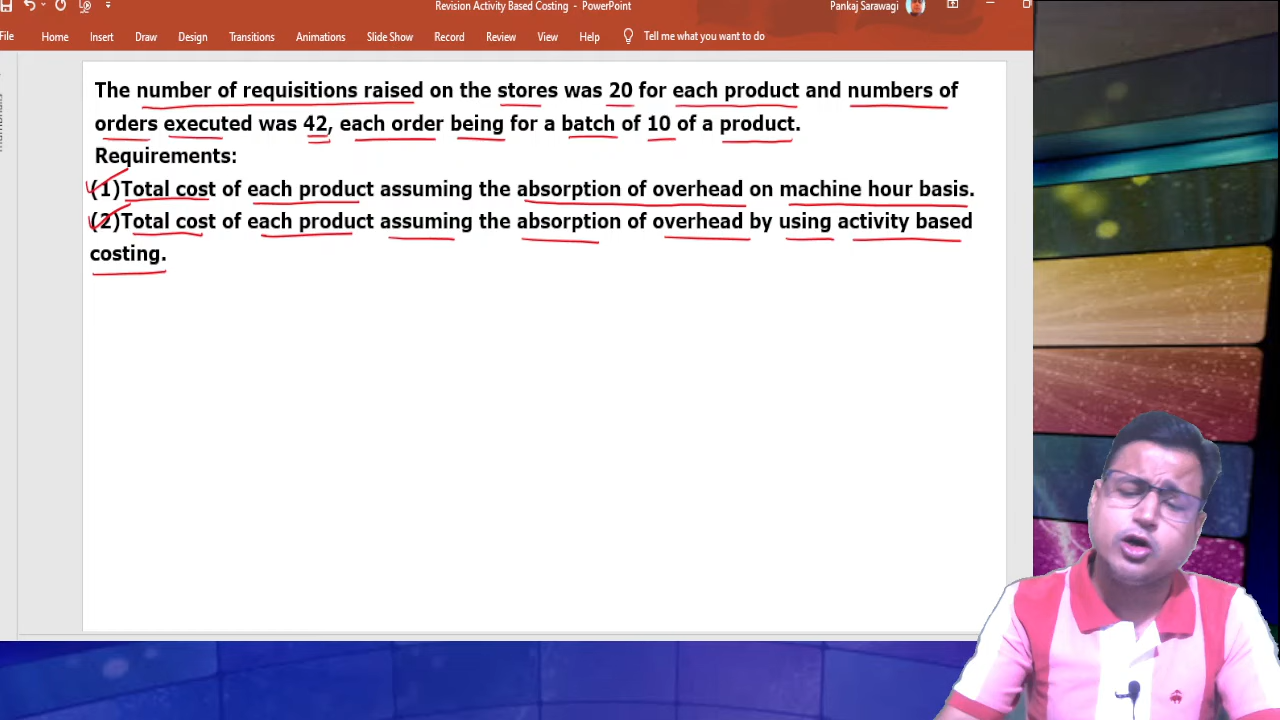 Revision Activity Based Costing - PowerPoint
Pankaj Sarawagi
File Home Insert Draw Design Transitions Animations Slide Show Record Review View Help Tell me what you want to do
The number of requisitions raised on the stores was 20 for each product and numbers of
orders executed was 42, each order being for a batch of 10 of a product.
Requirements:
(1)Total cost of each product assuming the absorption of overhead on machine hour basis.
(2)Total cost of each product assuming the absorption of overhead by using activity based
costing.